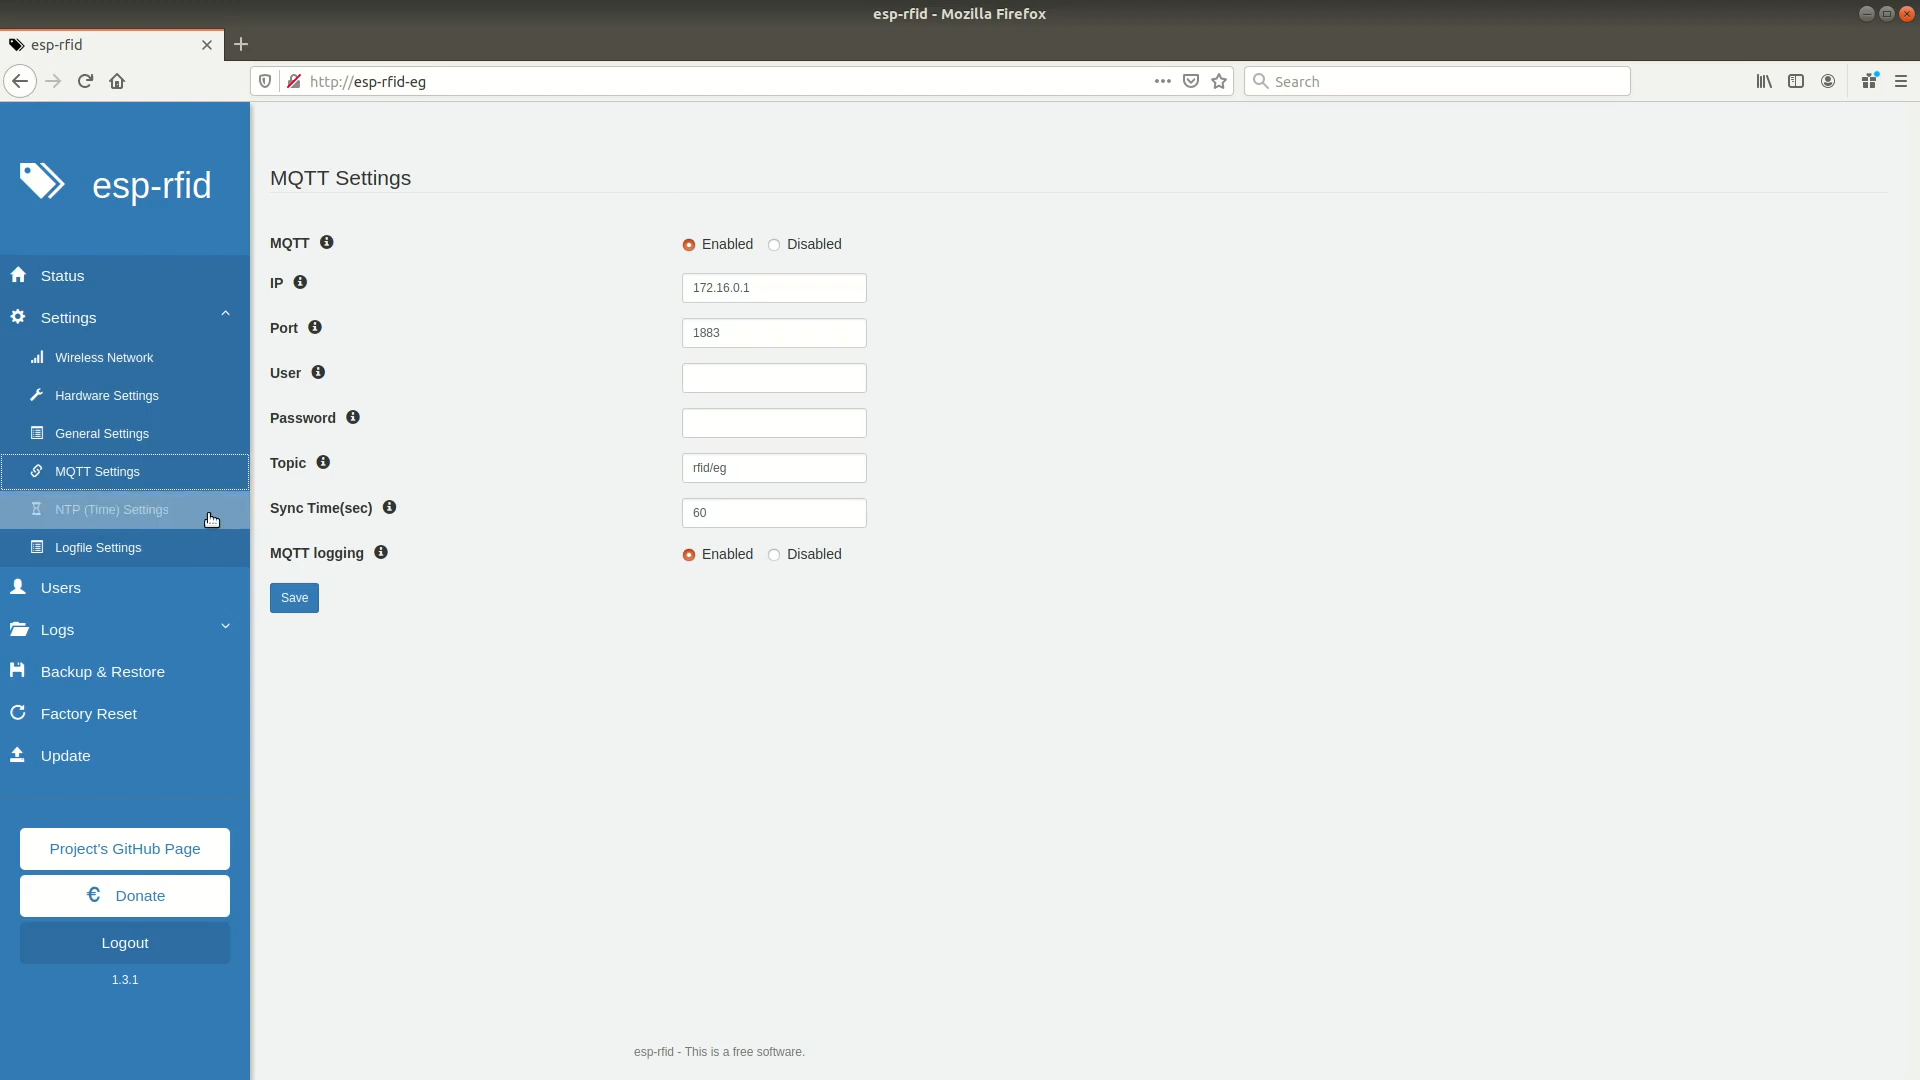 esp-rfid - Mozilla Firefox
esp-rfid
http://esp-rfid-eg
Search
esp-rfid
Status
Settings
Wireless Network
Hardware Settings
General Settings
MQTT Settings
NTP (Time) Settings
Logfile Settings
Users
Logs
Backup & Restore
Factory Reset
Update
Project's GitHub Page
€ Donate
Logout
1.3.1
MQTT Settings
MQTT Enabled Disabled
IP 172.16.0.1
Port 1883
User
Password
Topic rfid/eg
Sync Time(sec) 60
MQTT logging Enabled Disabled
Save
esp-rfid - This is a free software.